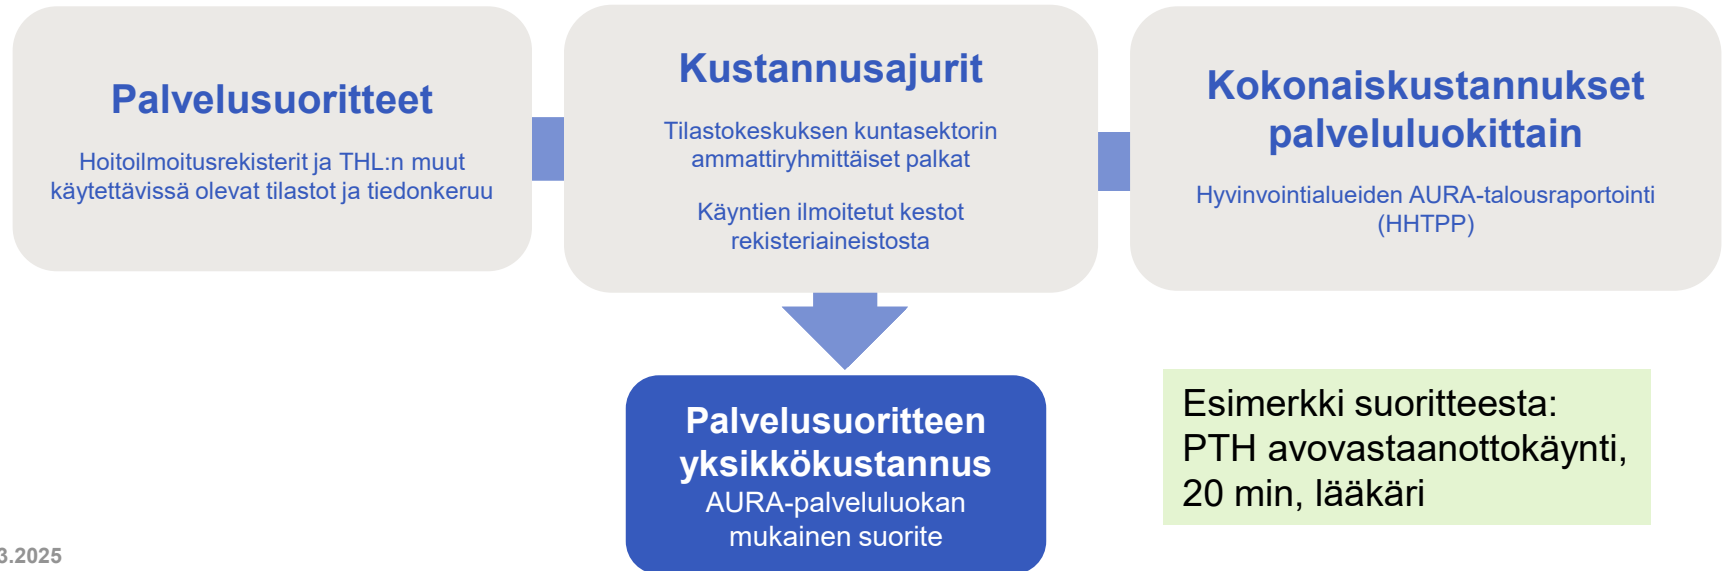 Palvelusuoritteet
Hoitoilmoitusrekisterit ja THL:n muut
käytettävissä olevat tilastot ja tiedonkeruu
Kustannusajurit
Tilastokeskuksen kuntasektorin
ammattiryhmittäiset palkat
Käyntien ilmoitetut kestot
rekisteriaineistosta
Kokonaiskustannukset
palveluluokittain
Hyvinvointialueiden AURA-talousraportointi
(HHTPP)
Palvelusuoritteen
yksikkökustannus
AURA-palveluluokan
mukainen suorite
Esimerkki suoritteesta:
PTH avovastaanottokäynti,
20 min, lääkäri
3.2025